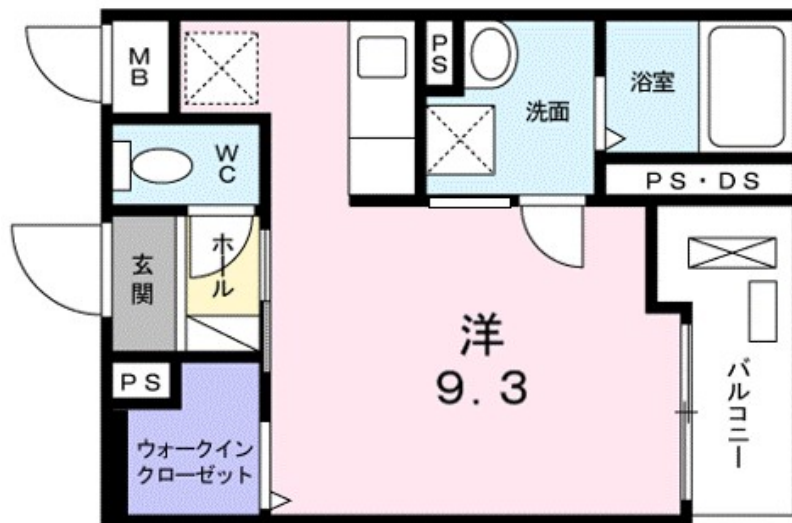 MB
PS
洗面
浴室
WC
PS・DS
玄関
ホール
洋
9.3
バルコニー
PS
ウォークイン
クローゼット